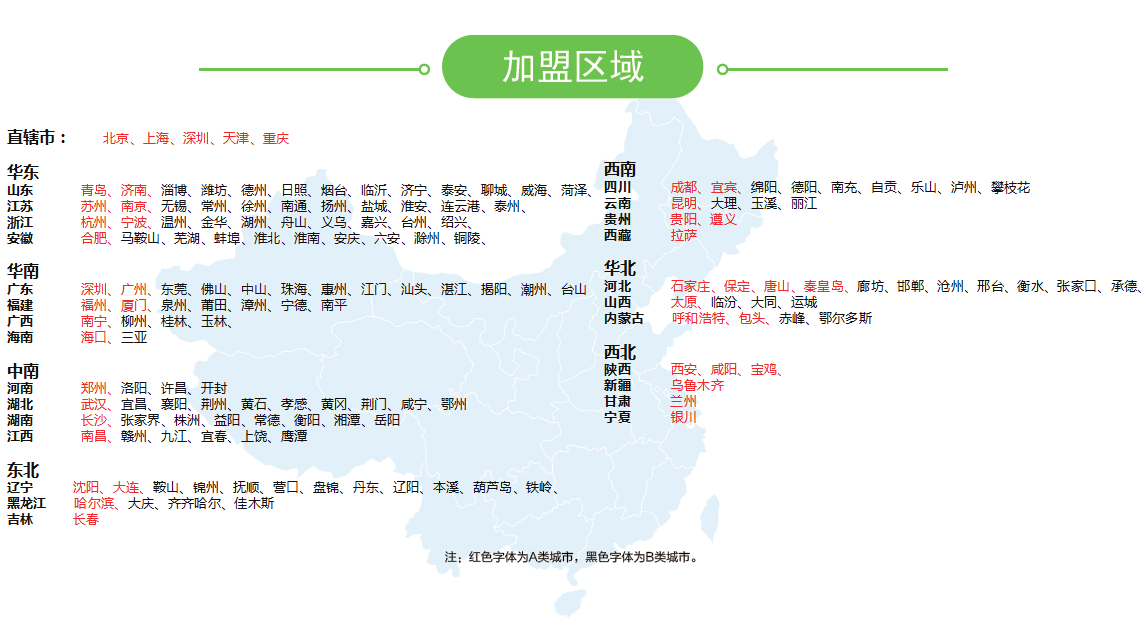 加盟区域
直辖市： 北京、上海、深圳、天津、重庆
华东
山东 青岛、济南、淄博、潍坊、德州、日照、烟台、临沂、济宁、泰安、聊城、威海、菏泽、
江苏 苏州、南京、无锡、常州、徐州、南通、扬州、盐城、淮安、连云港、泰州、
浙江 杭州、宁波、温州、金华、湖州、舟山、义乌、嘉兴、台州、绍兴、
安徽 合肥、马鞍山、芜湖、蚌埠、淮北、淮南、安庆、六安、滁州、铜陵、
华南
广东 深圳、广州、东莞、佛山、中山、珠海、惠州、江门、汕头、湛江、揭阳、潮州、台山
福建 福州、厦门、泉州、莆田、漳州、宁德、南平
广西 南宁、柳州、桂林、玉林、
海南 海口、三亚
中南
河南 郑州、洛阳、许昌、开封
湖北 武汉、宜昌、襄阳、荆州、黄石、孝感、黄冈、荆门、咸宁、鄂州
湖南 长沙、张家界、株洲、益阳、常德、衡阳、湘潭、岳阳
江西 南昌、赣州、九江、宜春、上饶、鹰潭
东北
辽宁 沈阳、大连、鞍山、锦州、抚顺、营口、盘锦、丹东、辽阳、本溪、葫芦岛、铁岭、
黑龙江 哈尔滨、大庆、齐齐哈尔、佳木斯
吉林 长春
西南
四川 成都、宜宾、绵阳、德阳、南充、自贡、乐山、泸州、攀枝花
云南 昆明、大理、玉溪、丽江
贵州 贵阳、遵义
西藏 拉萨
华北
河北 石家庄、保定、唐山、秦皇岛、廊坊、邯郸、沧州、邢台、衡水、张家口、承德、
山西 太原、临汾、大同、运城
内蒙古 呼和浩特、包头、赤峰、鄂尔多斯
西北
陕西 西安、咸阳、宝鸡、
新疆 乌鲁木齐
甘肃 兰州
宁夏 银川
注：红色字体为A类城市，黑色字体为B类城市。